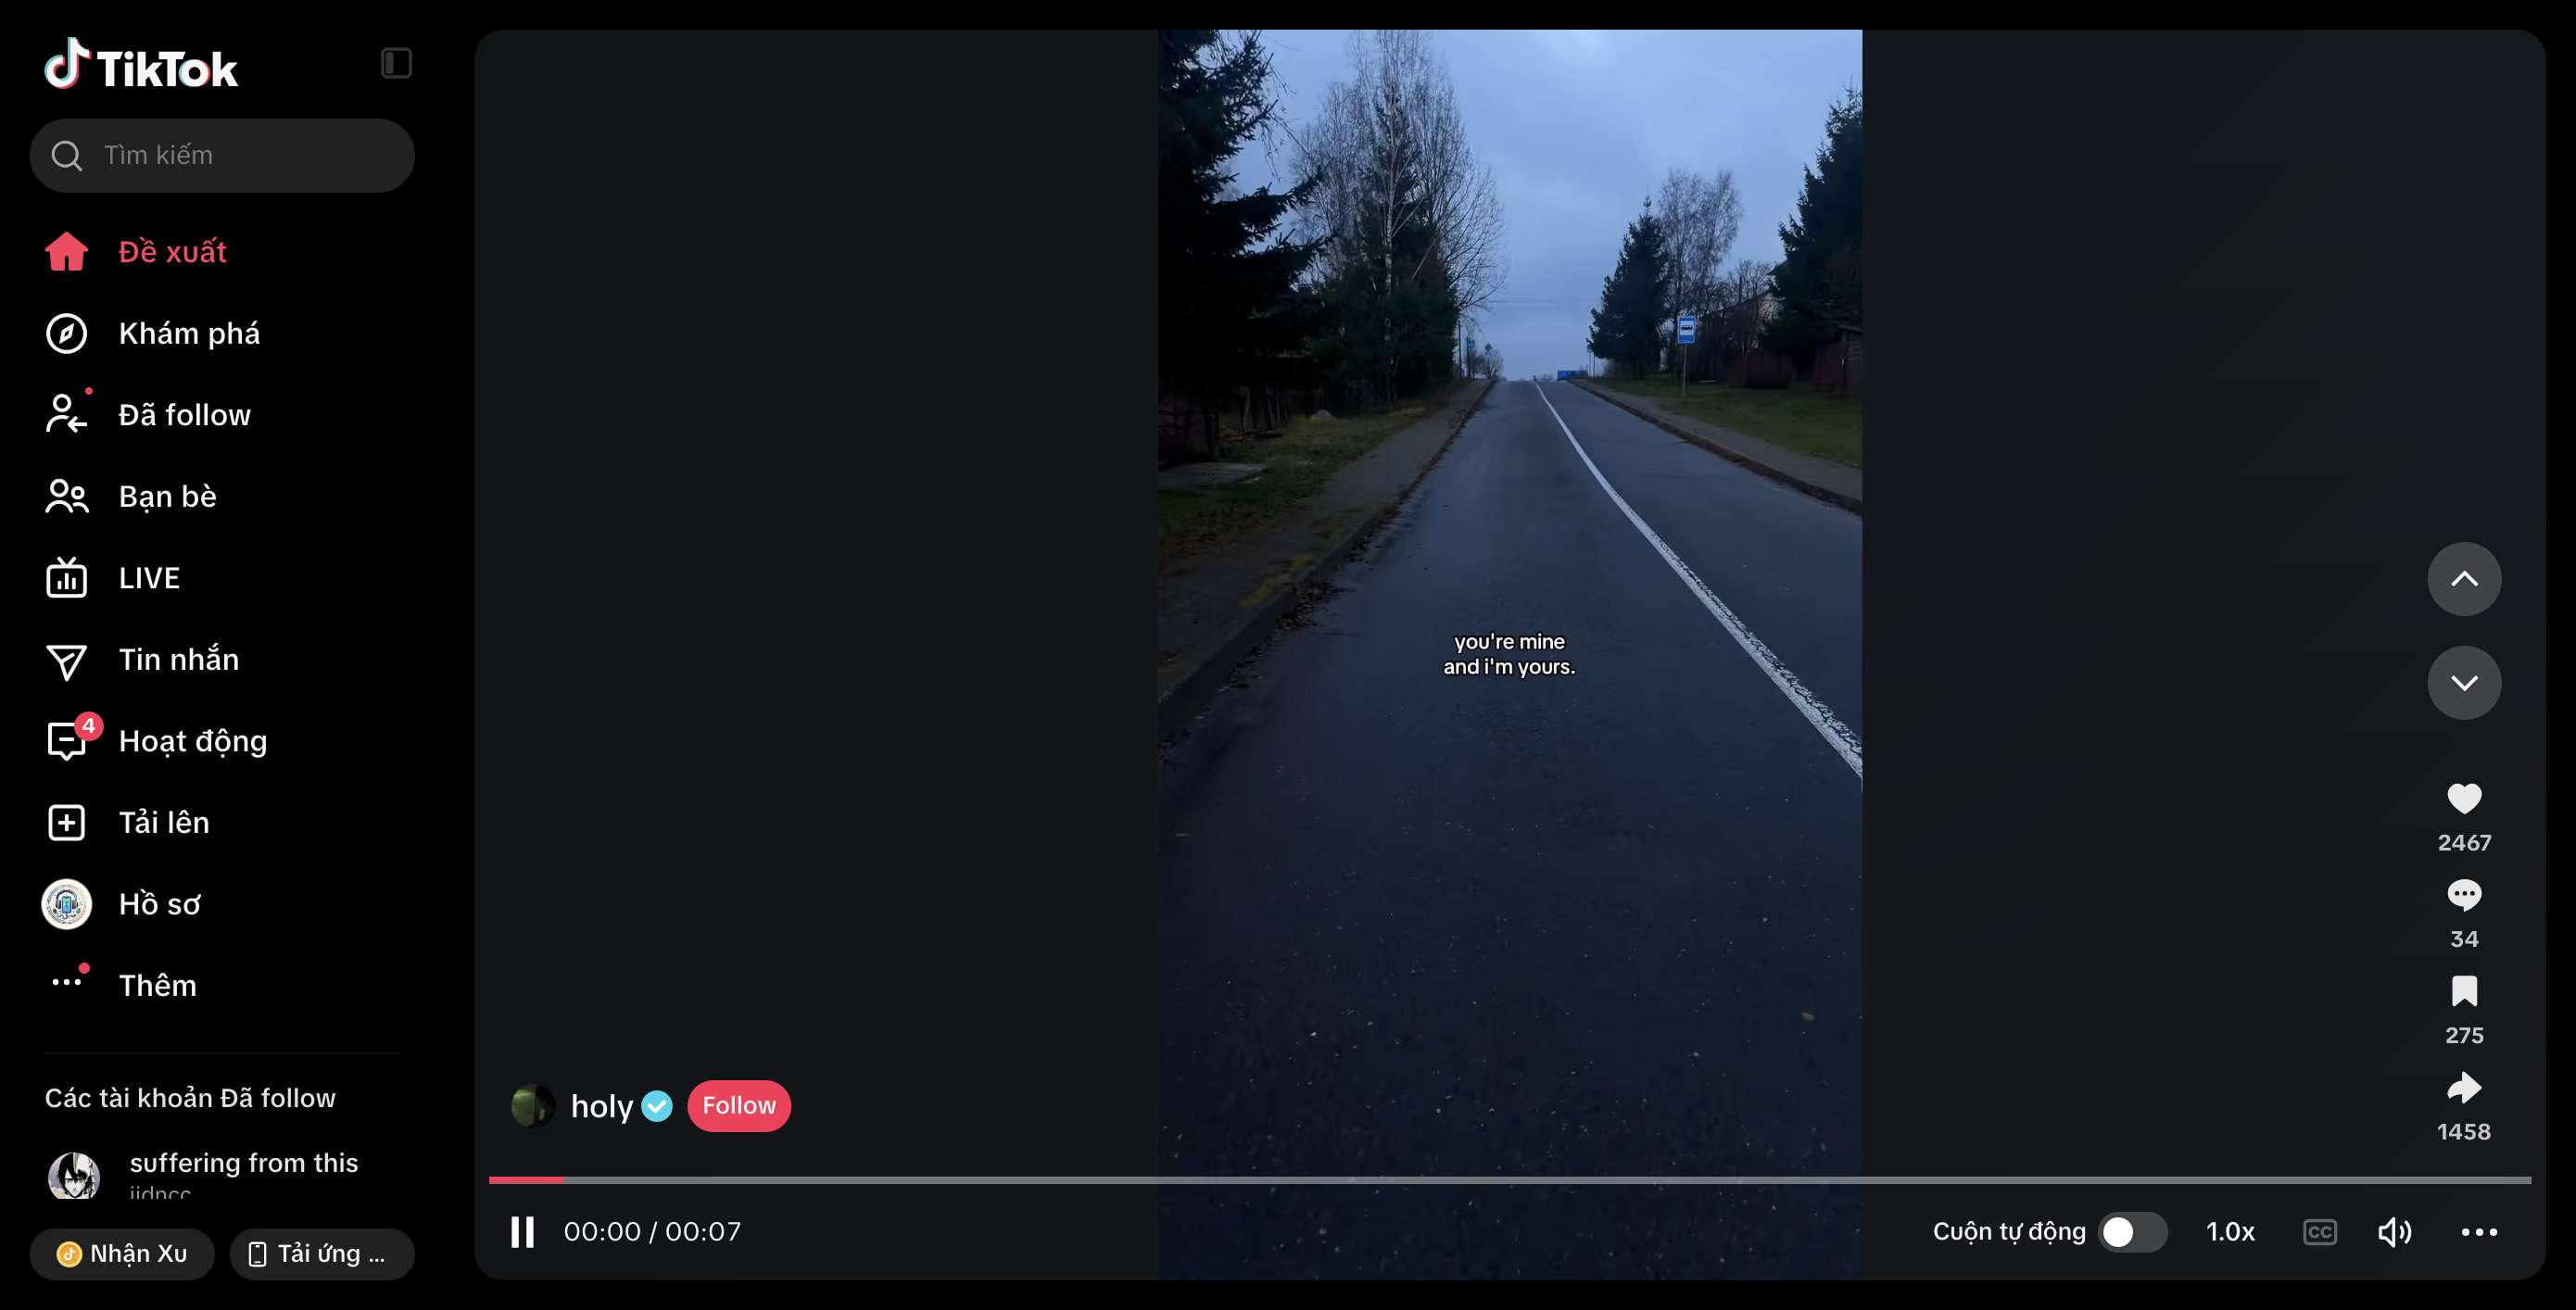 TikTok
Tìm kiếm
Đề xuất
Khám phá
Đã follow
Bạn bè
LIVE
Tin nhắn
4
Hoạt động
Tải lên
Hồ sơ
Thêm
Các tài khoản Đã follow
suffering from this
iidncc
Nhận Xu
Tải ứng ...
you're mine
and i'm yours.
2467
34
275
1458
holy
Follow
00:00 / 00:07
Cuộn tự động
1.0x
CC